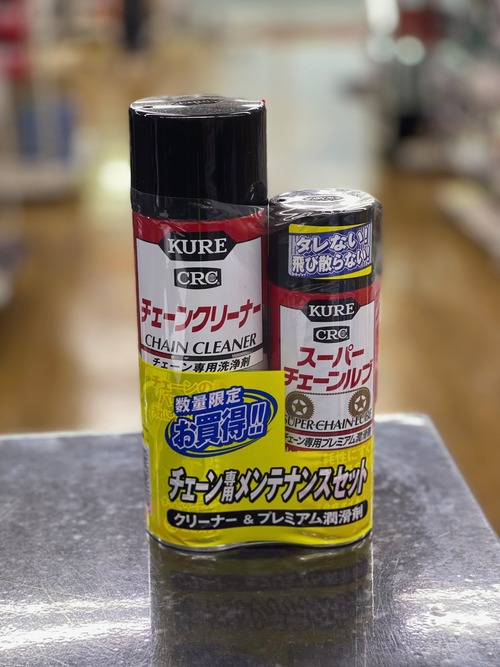 KURE
CRC
チェーンクリーナー
CHAIN CLEANER
チェーン専用洗浄剤
タレない!
飛び散らない!
KURE
CRC
スーパー
チェーンルブ
SUPER CHAIN LUBE
チェーン専用プレミアム潤滑剤
数量限定
お買得!!
チェーン専用メンテナンスセット
クリーナー & プレミアム潤滑剤